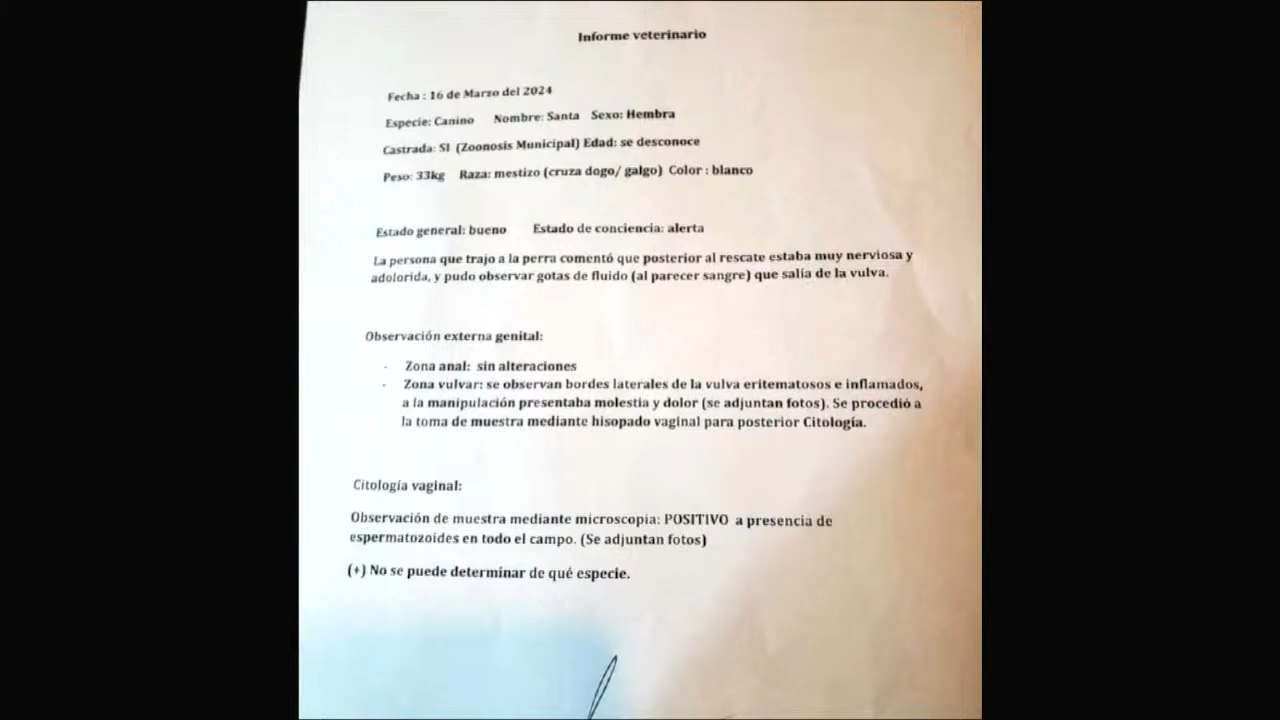 Informe veterinario
Fecha : 16 de Marzo del 2024
Especie: Canino Nombre: Santa Sexo: Hembra
Castrada: SI (Zoonosis Municipal) Edad: se desconoce
Peso: 33kg Raza: mestizo (cruza dogo/ galgo) Color : blanco
Estado general: bueno Estado de conciencia: alerta
La persona que trajo a la perra comentó que posterior al rescate estaba muy nerviosa y
adolorida, y pudo observar gotas de fluido (al parecer sangre) que salía de la vulva.
Observación externa genital:
- Zona anal: sin alteraciones
- Zona vulvar: se observan bordes laterales de la vulva eritematosos e inflamados,
a la manipulación presentaba molestia y dolor (se adjuntan fotos). Se procedió a
la toma de muestra mediante hisopado vaginal para posterior Citología.
Citología vaginal:
Observación de muestra mediante microscopia: POSITIVO a presencia de
espermatozoides en todo el campo. (Se adjuntan fotos)
(+) No se puede determinar de qué especie.